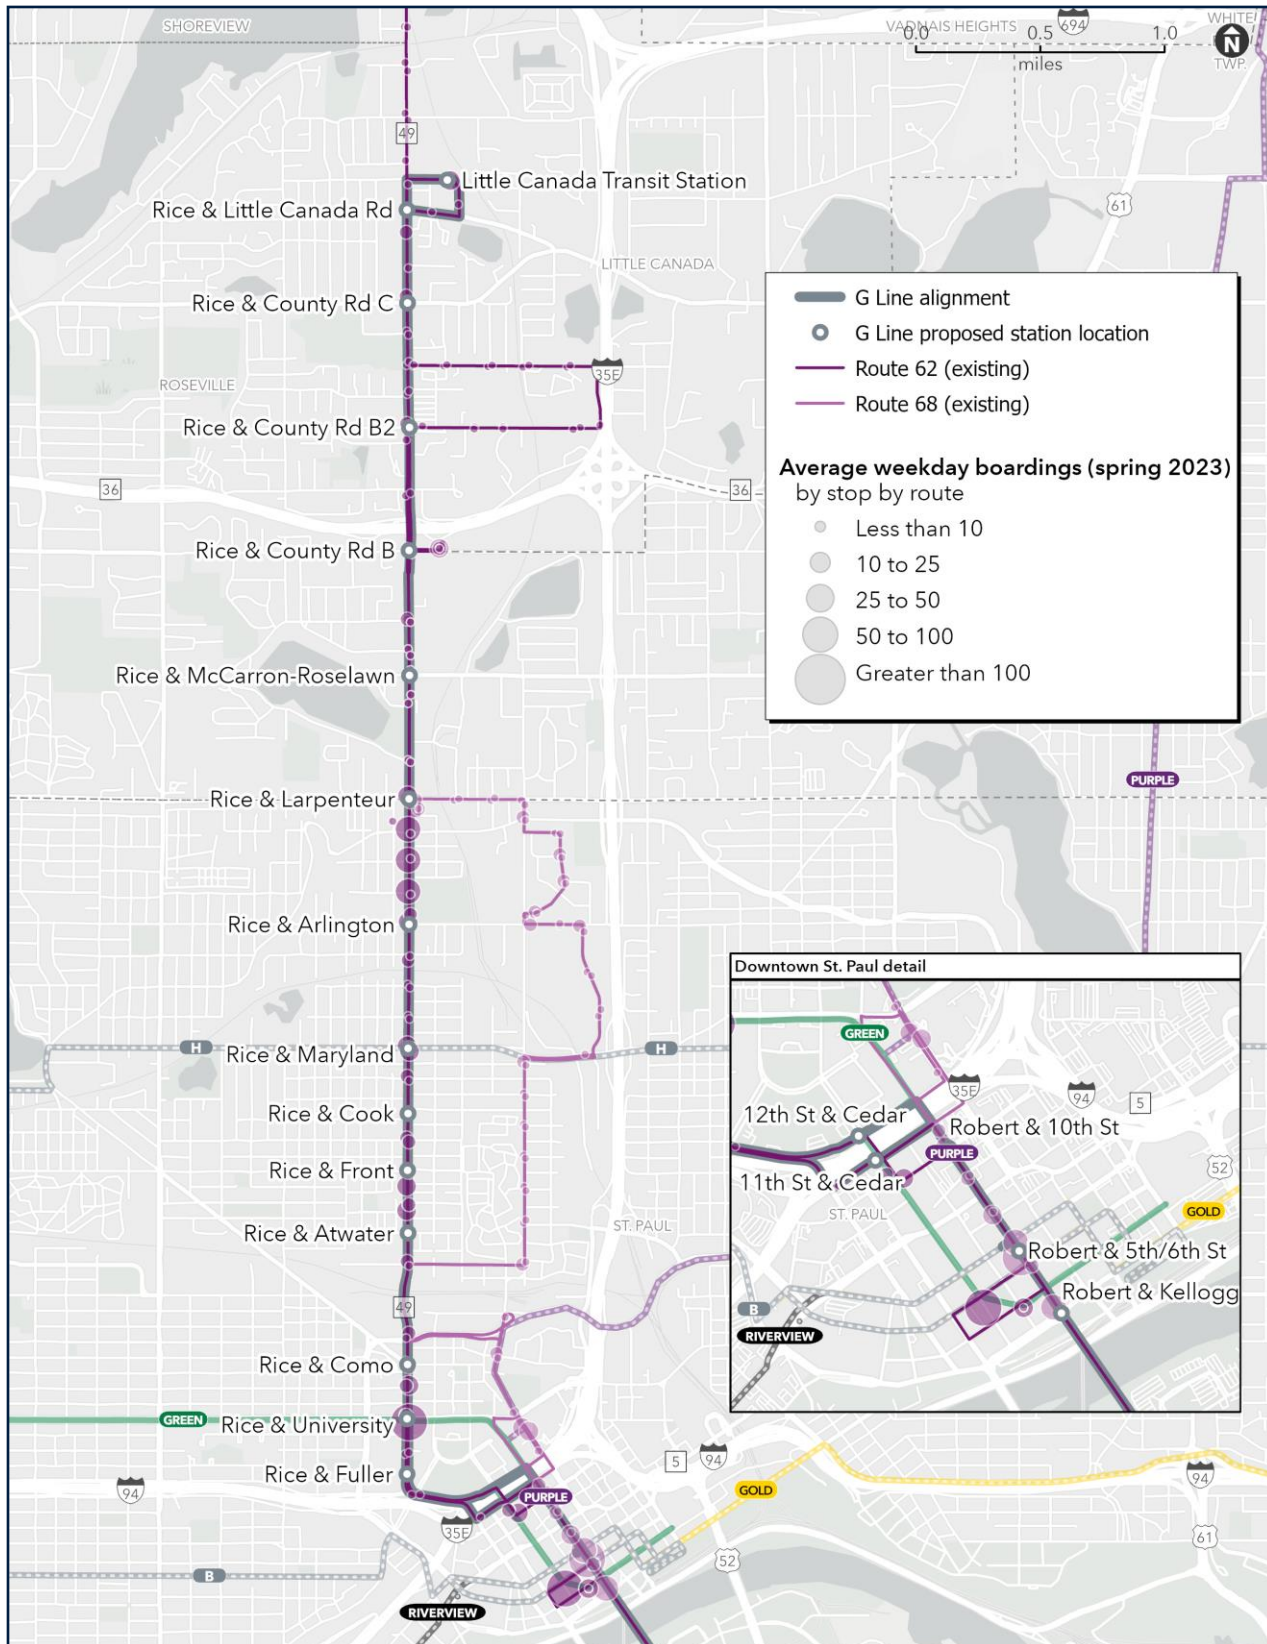 SHOREVIEW
VADNAIS HEIGHTS
694
WHITE
TWP.
N
0.0 0.5 1.0
miles
49
Little Canada Transit Station
Rice & Little Canada Rd
61
LITTLE CANADA
Rice & County Rd C
35E
ROSEVILLE
Rice & County Rd B2
36
36
Rice & County Rd B
G Line alignment
G Line proposed station location
Route 62 (existing)
Route 68 (existing)
Average weekday boardings (spring 2023)
by stop by route
Less than 10
10 to 25
25 to 50
50 to 100
Greater than 100
Rice & McCarron-Roselawn
PURPLE
Rice & Larpenteur
Rice & Arlington
H
H
Rice & Maryland
Rice & Cook
Rice & Front
Rice & Atwater
ST. PAUL
49
Rice & Como
GREEN
Rice & University
Rice & Fuller
94
PURPLE
35E
5
94
94
GOLD
61
52
B
RIVERVIEW
Downtown St. Paul detail
GREEN
35E
94
5
12th St & Cedar
Robert & 10th St
PURPLE
11th St & Cedar
52
ST. PAUL
GOLD
Robert & 5th/6th St
Robert & Kellogg
B
RIVERVIEW